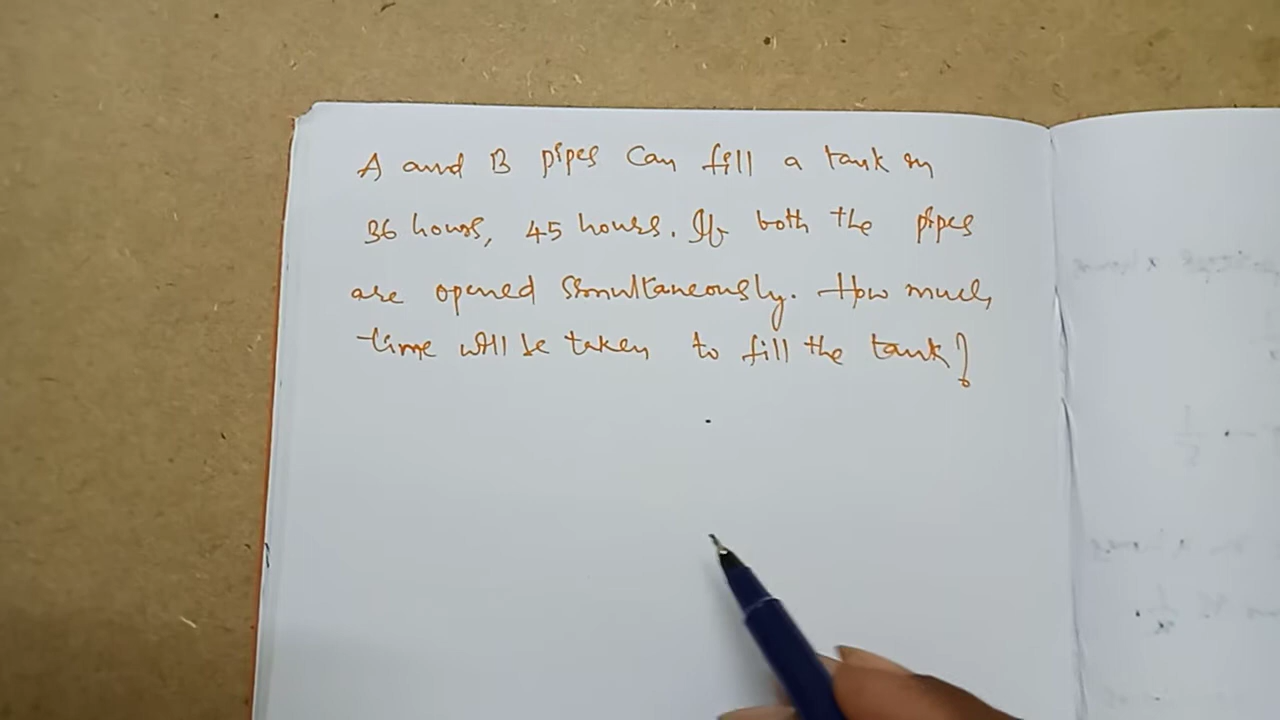 A and B pipes can fill a tank in
36 hours, 45 hours. If both the pipes
are opened simultaneously. How much
time will be taken to fill the tank?